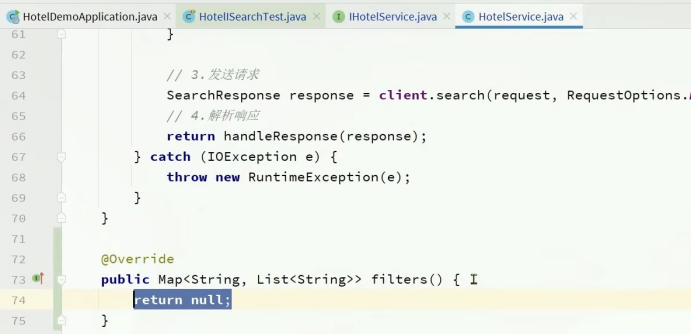 HotelDemoApplication.java × HotelISearchTest.java × IHotelService.java × HotelService.java ×
61 }
62
63 // 3.发送请求
64 SearchResponse response = client.search(request, RequestOptions.
65 // 4.解析响应
66 return handleResponse(response);
67 } catch (IOException e) {
68 throw new RuntimeException(e);
69 }
70 }
71
72 @Override
73 public Map<String, List<String>> filters() {
74 return null;
75 }